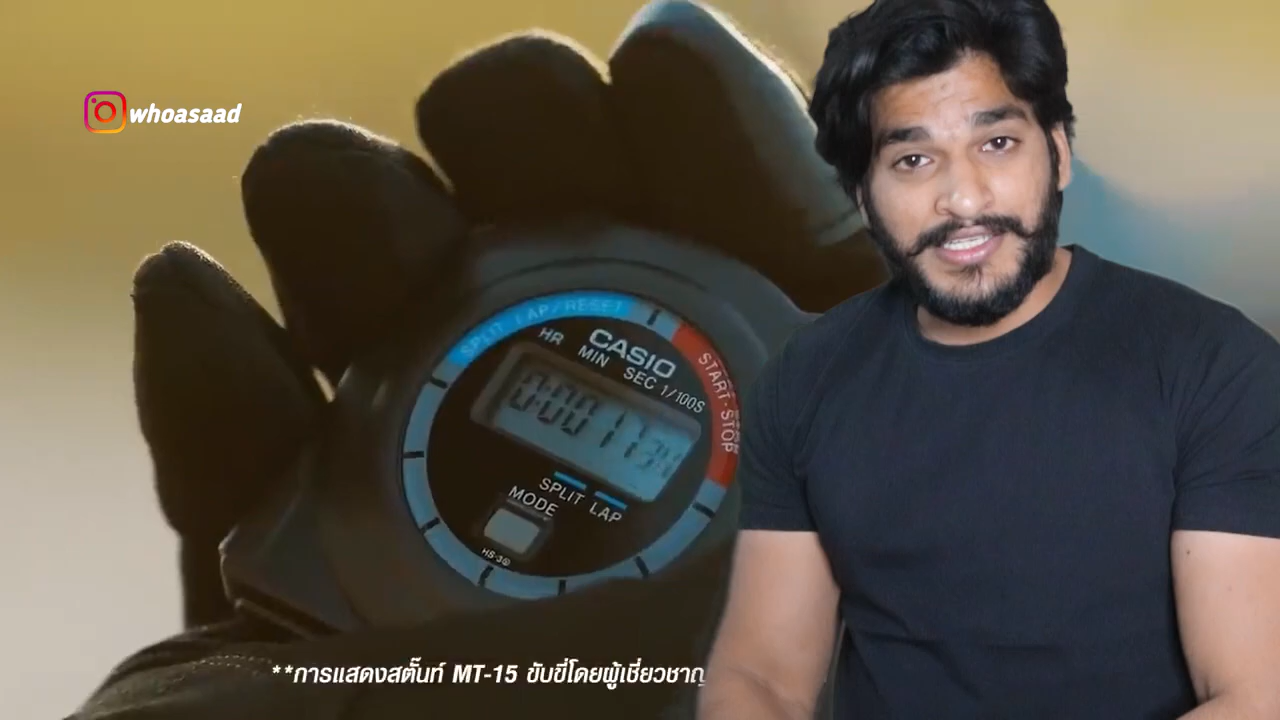 whoasaad
SPLIT LAP/RESET
CASIO
HR MIN SEC 1/100S
START·STOP
SPLIT LAP
MODE
HS-3
**การแสดงสตั๊นท์ MT-15 ขับขี่โดยผู้เชี่ยวชาญ